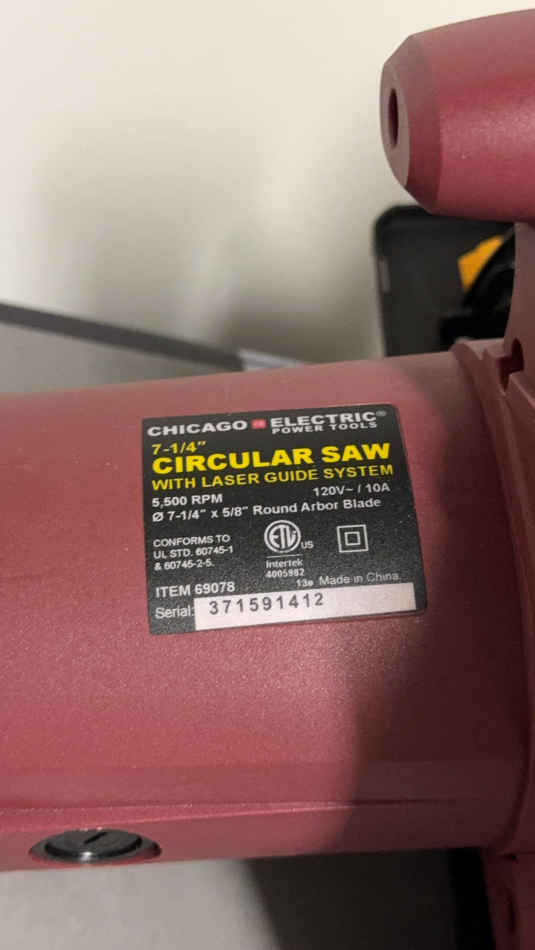 CHICAGO ELECTRIC®
POWER TOOLS
7-1/4"
CIRCULAR SAW
WITH LASER GUIDE SYSTEM
5,500 RPM 120V~ / 10A
Ø 7-1/4" x 5/8" Round Arbor Blade
CONFORMS TO
UL STD. 60745-1
& 60745-2-5.
ETL US
Intertek
4005982
ITEM 69078 13e Made in China.
Serial: 371591412